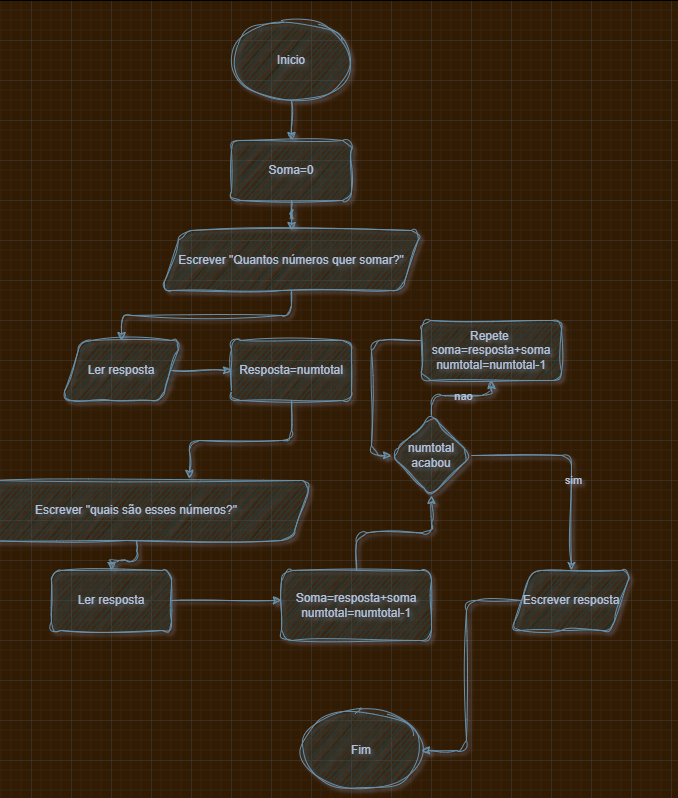 Inicio
Soma=0
Escrever "Quantos números quer somar?"
Ler resposta
Resposta=numtotal
Repete
soma=resposta+soma
numtotal=numtotal-1
nao
numtotal
acabou
sim
Escrever "quais são esses números?"
Ler resposta
Soma=resposta+soma
numtotal=numtotal-1
Escrever resposta
Fim